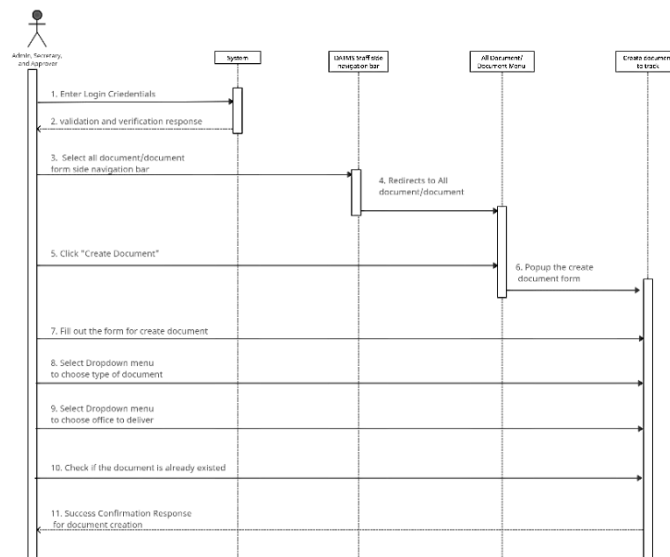 Admin, Secretary,
and Approver
System
DATMS Staff side
navigation bar
All Document/
Document Menu
Create document
to track
1. Enter Login Criedentials
2. validation and verification response
3. Select all document/document
form side navigation bar
4. Redirects to All
document/document
5. Click "Create Document"
6. Popup the create
document form
7. Fill out the form for create document
8. Select Dropdown menu
to choose type of document
9. Select Dropdown menu
to choose office to deliver
10. Check if the document is already existed
11. Success Confirmation Response
for document creation